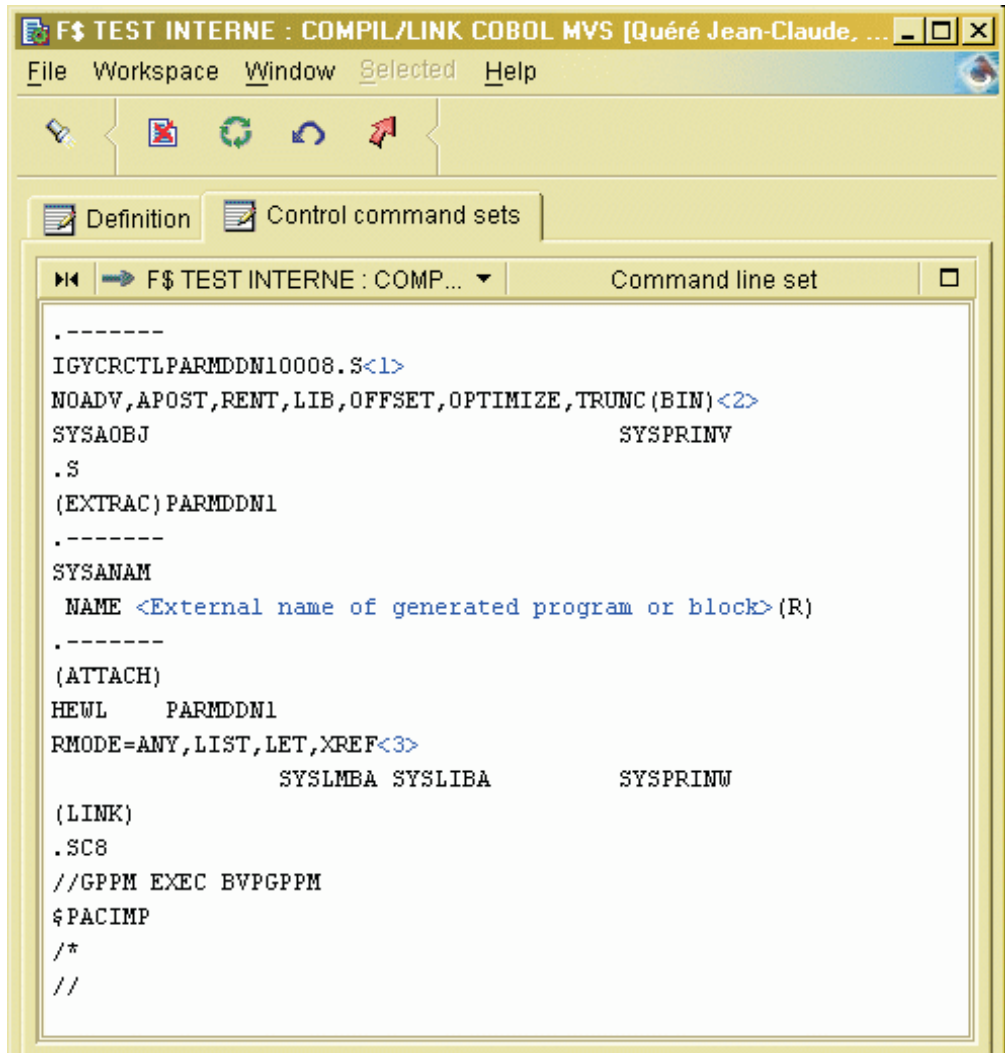 F$ TEST INTERNE : COMPIL/LINK COBOL MVS [Quéré Jean-Claude, ...
File Workspace Window Selected Help
Definition Control command sets
F$ TEST INTERNE : COMP... Command line set
.-------
IGYCRCTLPARMDDN10008.S<1>
NOADV,APOST,RENT,LIB,OFFSET,OPTIMIZE,TRUNC(BIN)<2>
SYSAOBJ SYSPRINV
.S
(EXTRAC)PARMDDN1
.-------
SYSANAM
NAME <External name of generated program or block>(R)
.-------
(ATTACH)
HEWL PARMDDN1
RMODE=ANY,LIST,LET,XREF<3>
SYSLMBA SYSLIBA SYSPRINW
(LINK)
.SC8
//GPPM EXEC BVPGPPM
$PACIMP
/*
//